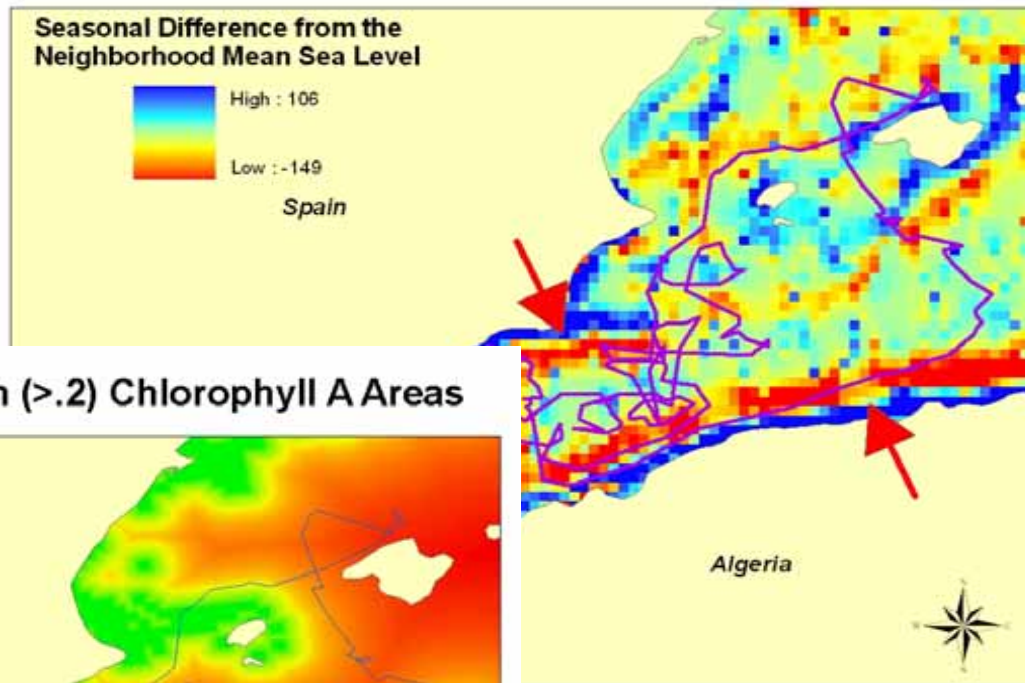 Seasonal Difference from the
Neighborhood Mean Sea Level
High : 106
Low : -149
Spain
(>.2) Chlorophyll A Areas
Algeria